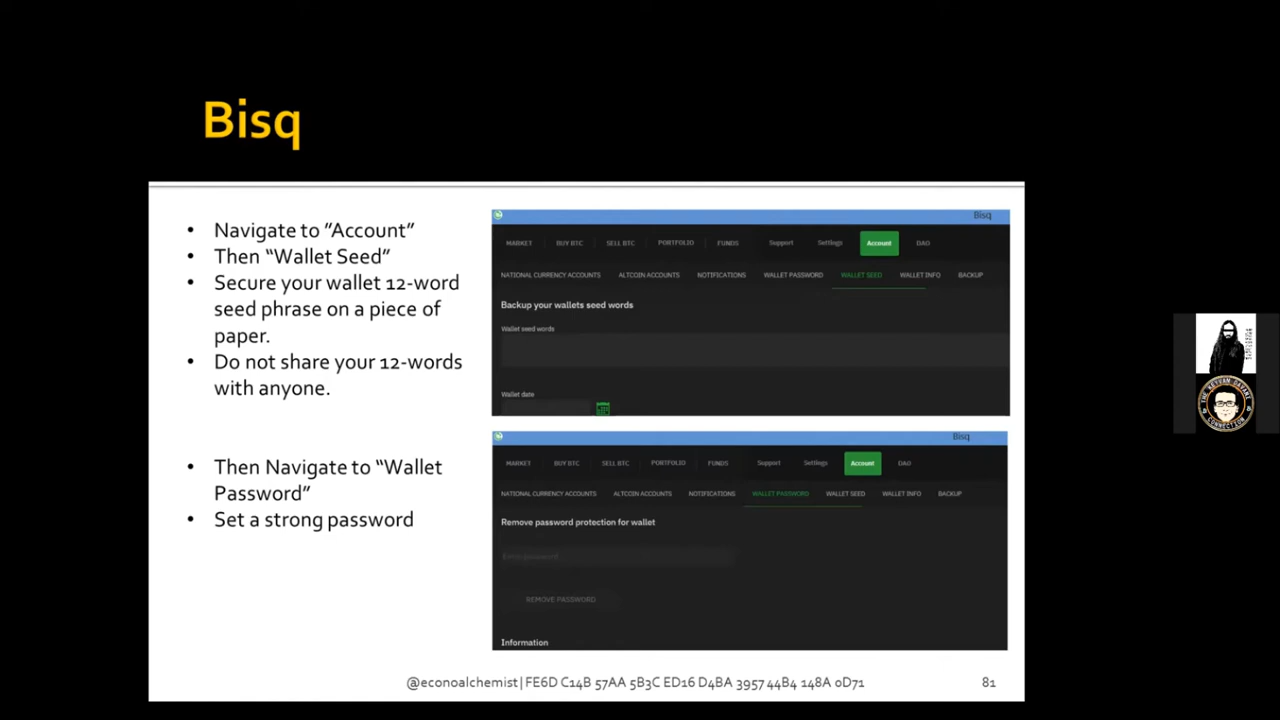 Bisq
• Navigate to ”Account”
• Then “Wallet Seed”
• Secure your wallet 12-word
seed phrase on a piece of
paper.
• Do not share your 12-words
with anyone.
• Then Navigate to “Wallet
Password”
• Set a strong password
Bisq
MARKET BUY BTC SELL BTC PORTFOLIO FUNDS Support Settings Account DAO
NATIONAL CURRENCY ACCOUNTS ALTCOIN ACCOUNTS NOTIFICATIONS WALLET PASSWORD WALLET SEED WALLET INFO BACKUP
Backup your wallets seed words
Wallet seed words
Wallet date
Bisq
MARKET BUY BTC SELL BTC PORTFOLIO FUNDS Support Settings Account DAO
NATIONAL CURRENCY ACCOUNTS ALTCOIN ACCOUNTS NOTIFICATIONS WALLET PASSWORD WALLET SEED WALLET INFO BACKUP
Remove password protection for wallet
Enter password
REMOVE PASSWORD
Information
@econoalchemist| FE6D C14B 57AA 5B3C ED16 D4BA 3957 44B4 148A 0D71
81
THE KEYVAN DAVANI
CONNECTION